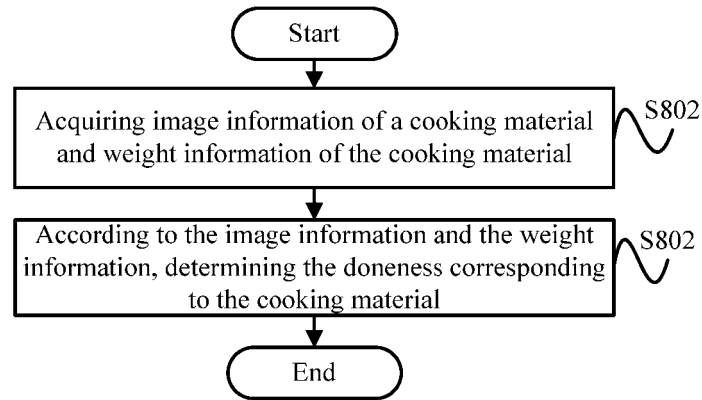 Start
Acquiring image information of a cooking material
and weight information of the cooking material
S802
According to the image information and the weight
information, determining the doneness corresponding
to the cooking material
S802
End